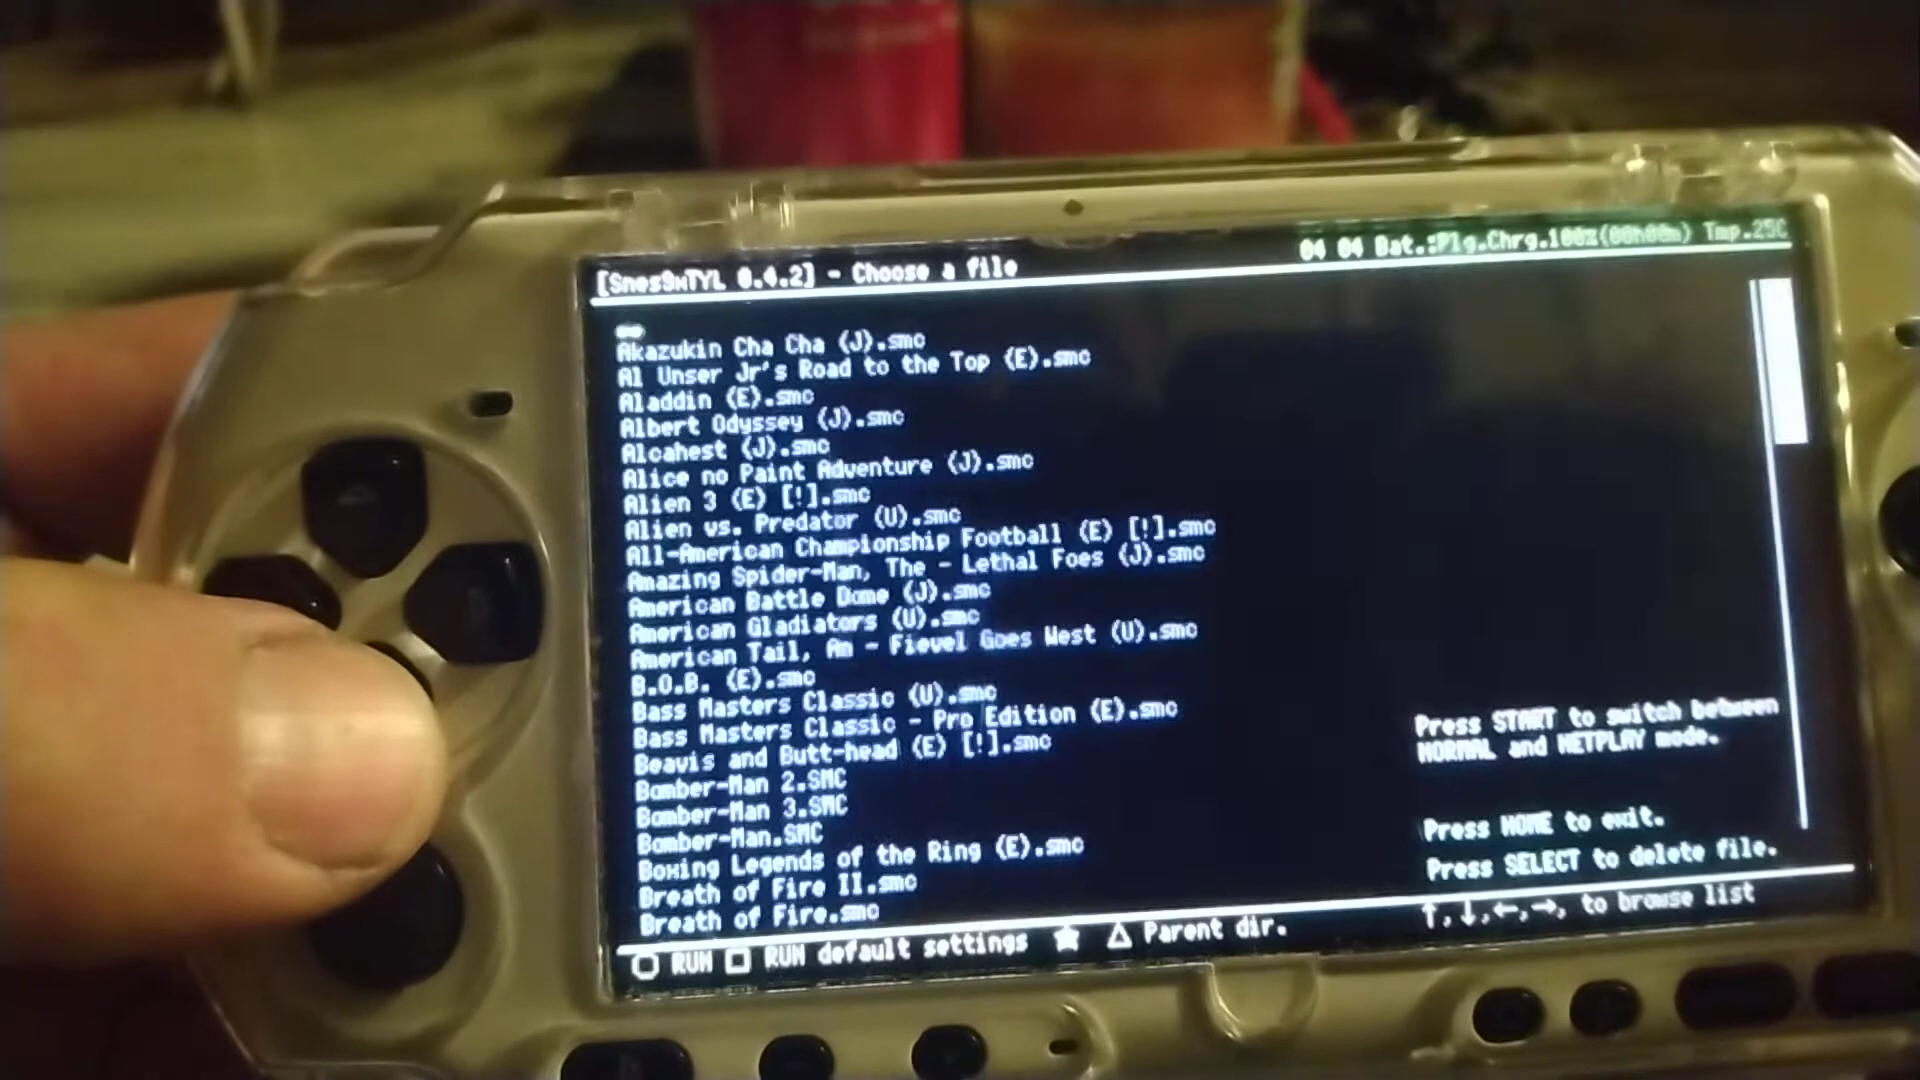 [Snes9xTYL 0.4.2] - Choose a file
04 04 Bat.:Plg.Chrg.100%(00h00m) Tmp.25C
Akazukin Cha Cha (J).smc
Al Unser Jr's Road to the Top (E).smc
Aladdin (E).smc
Albert Odyssey (J).smc
Alcahest (J).smc
Alice no Paint Adventure (J).smc
Alien 3 (E) [!].smc
Alien vs. Predator (U).smc
All-American Championship Football (E) [!].smc
Amazing Spider-Man, The - Lethal Foes (J).smc
American Battle Dome (J).smc
American Gladiators (U).smc
American Tail, An - Fievel Goes West (U).smc
B.O.B. (E).smc
Bass Masters Classic (U).smc
Bass Masters Classic - Pro Edition (E).smc
Beavis and Butt-head (E) [!].smc
Bomber-Man 2.SMC
Bomber-Man 3.SMC
Bomber-Man.SMC
Boxing Legends of the Ring (E).smc
Breath of Fire II.smc
Breath of Fire.smc
Press START to switch between
NORMAL and NETPLAY mode.
Press HOME to exit.
Press SELECT to delete file.
↑,↓,←,→, to browse list
○ RUN □ RUN default settings ★ △ Parent dir.